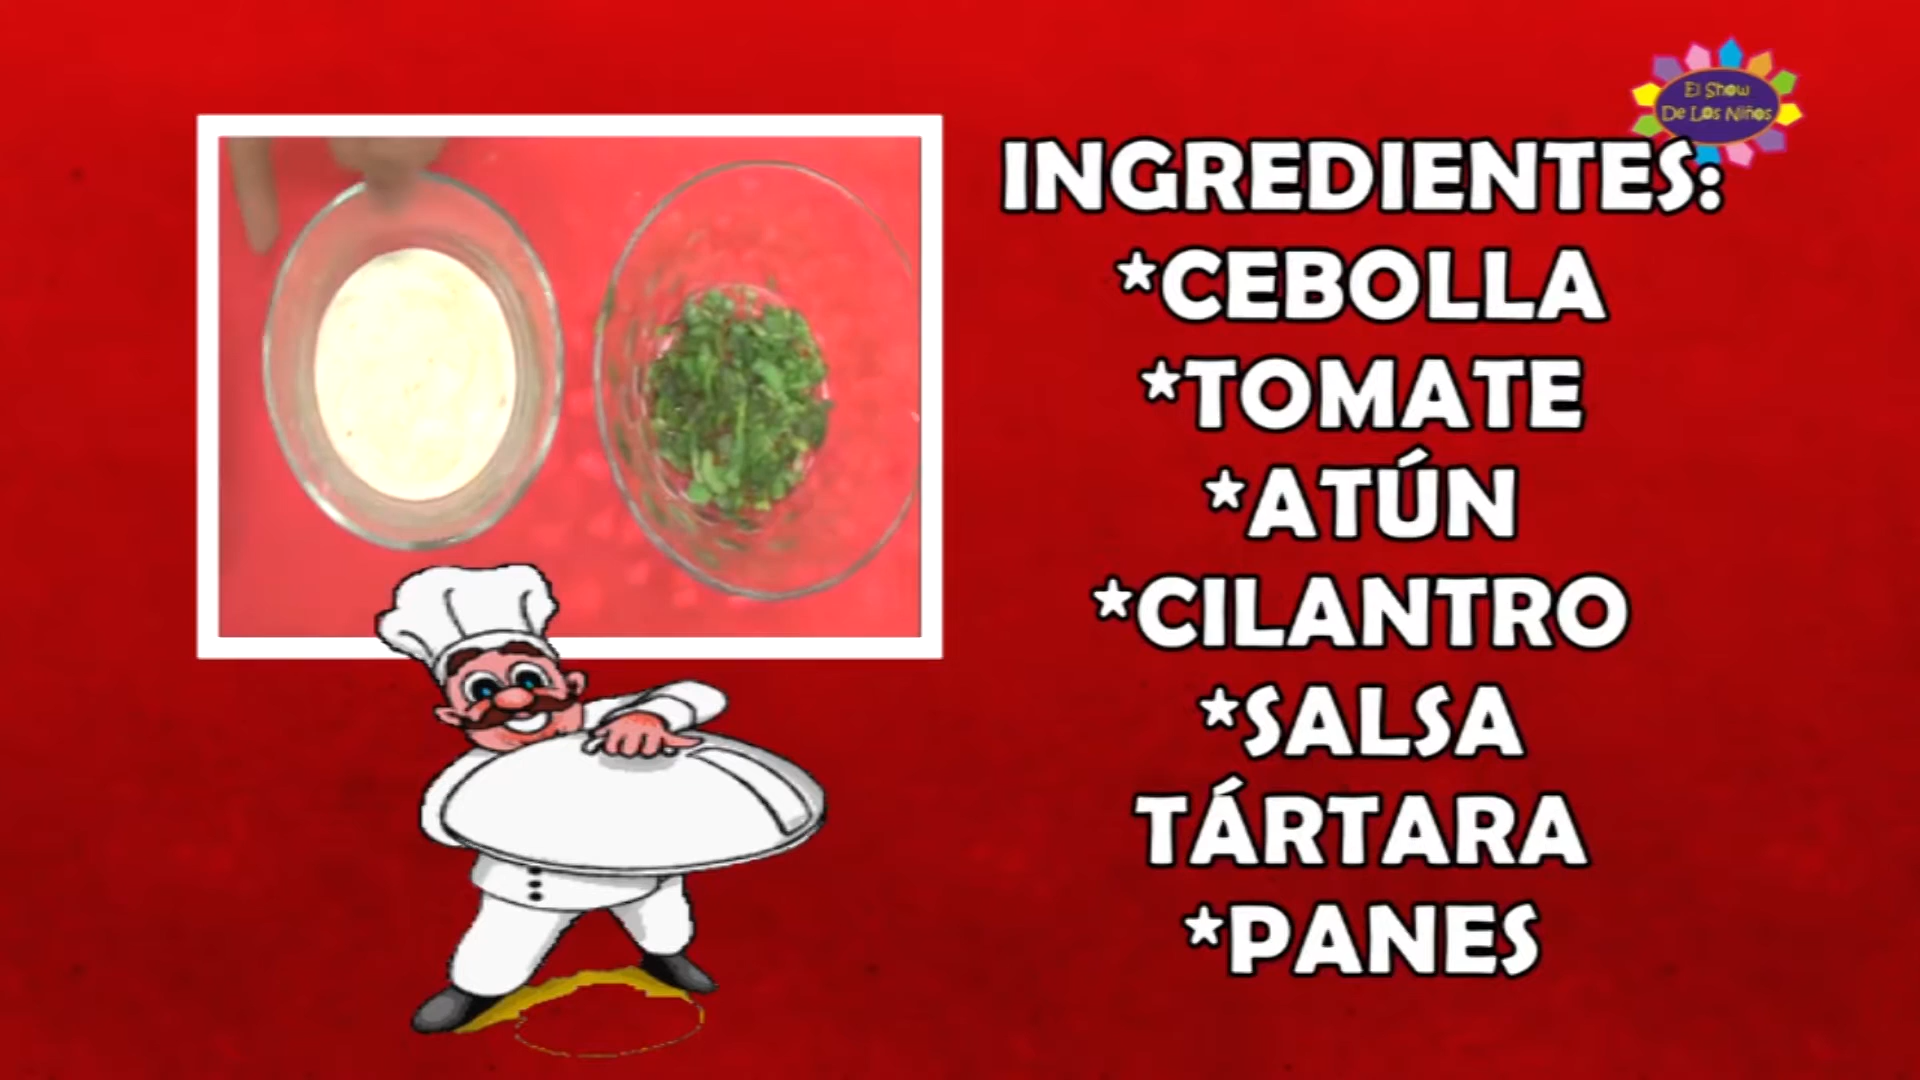 El Show
De Los Niños
INGREDIENTES:
*CEBOLLA
*TOMATE
*ATÚN
*CILANTRO
*SALSA
TÁRTARA
*PANES